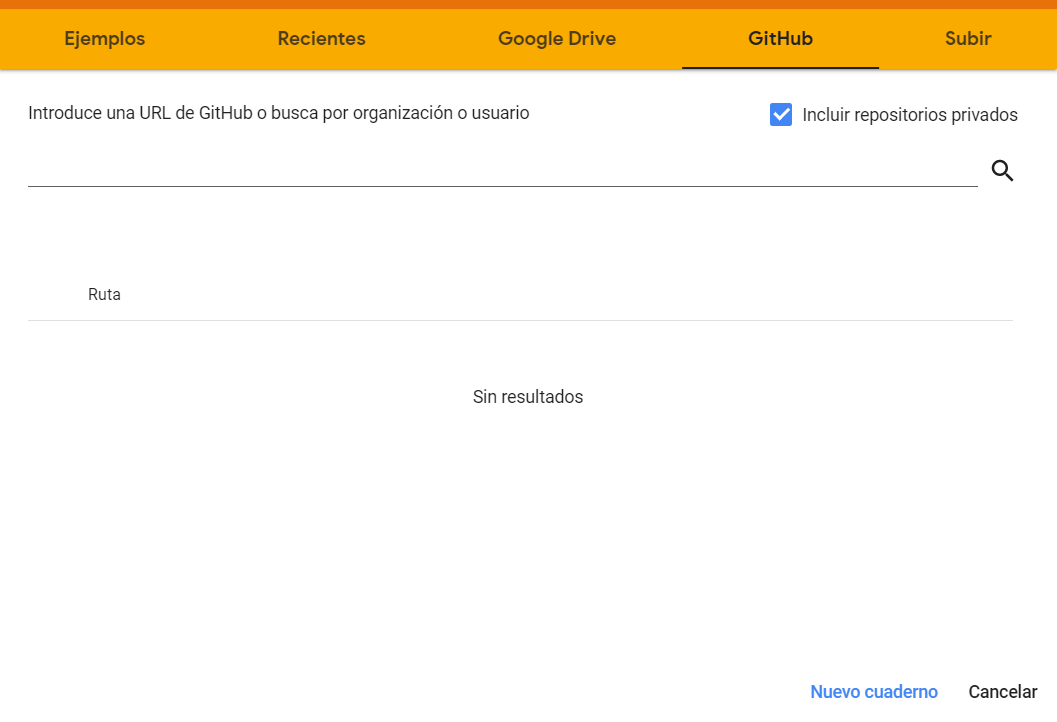 Ejemplos Recientes Google Drive GitHub Subir
Introduce una URL de GitHub o busca por organización o usuario
Incluir repositorios privados
Ruta
Sin resultados
Nuevo cuaderno Cancelar